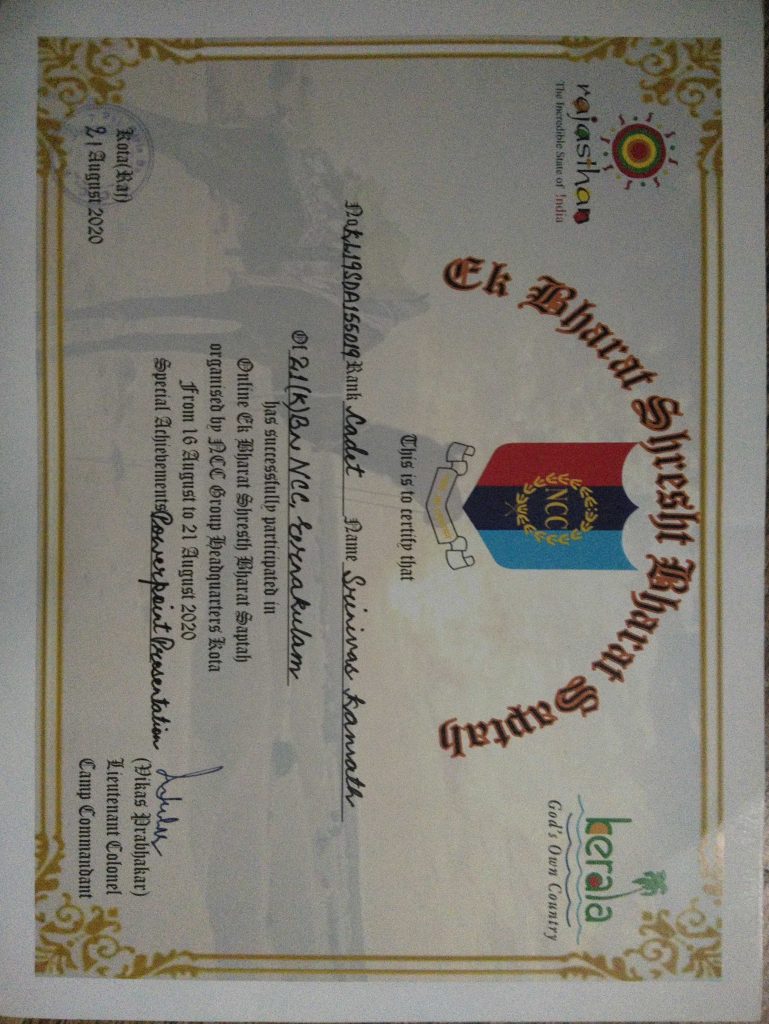 rajasthan
The Incredible State of India
kerala
God's Own Country
Ek Bharat Shresht Bharat Saptah
NCC
This is to certify that
No KL19SDA155019 Rank Cadet Name Srinivas Kamath
Of 21(K)Bn NCC, Eernakulam
has successfully participated in
Online Ek Bharat Shresth Bharat Saptah
organised by NCC Group Headquarters Kota
From 16 August to 21 August 2020
Special Achievements Powerpoint Presentation
Kota(Raj)
21 August 2020
(Vikas Prabhakar)
Lieutenant Colonel
Camp Commandant